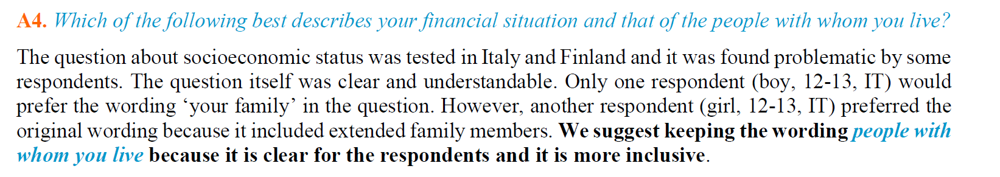 A4. Which of the following best describes your financial situation and that of the people with whom you live?
The question about socioeconomic status was tested in Italy and Finland and it was found problematic by some
respondents. The question itself was clear and understandable. Only one respondent (boy, 12-13, IT) would
prefer the wording ‘your family’ in the question. However, another respondent (girl, 12-13, IT) preferred the
original wording because it included extended family members. We suggest keeping the wording people with
whom you live because it is clear for the respondents and it is more inclusive.